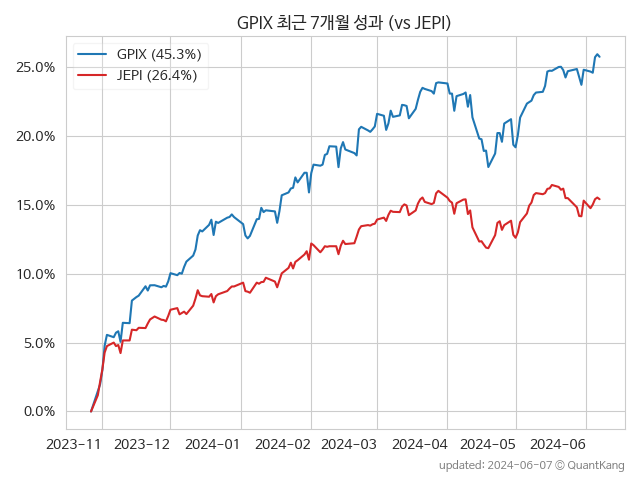 GPIX 최근 7개월 성과 (vs JEPI)
GPIX (45.3%)
JEPI (26.4%)
25.0%
20.0%
15.0%
10.0%
5.0%
0.0%
2023-11 2023-12 2024-01 2024-02 2024-03 2024-04 2024-05 2024-06
updated: 2024-06-07 © QuantKang